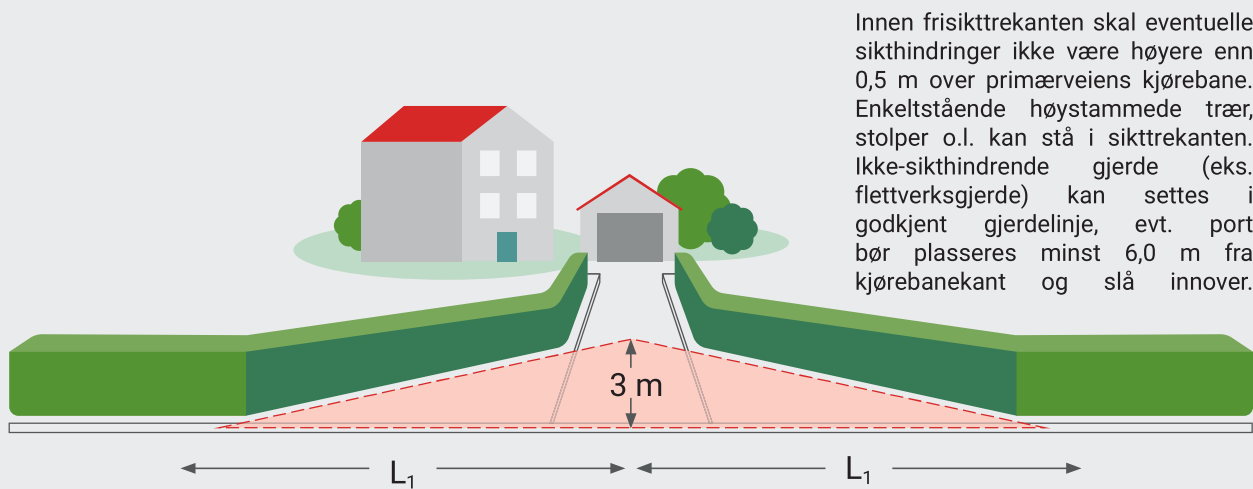 Innen frisikttrekanten skal eventuelle
sikthindringer ikke være høyere enn
0,5 m over primærveiens kjørebane.
Enkeltstående høystammede trær,
stolper o.l. kan stå i sikttrekanten.
Ikke-sikthindrende gjerde (eks.
flettverksgjerde) kan settes i
godkjent gjerdelinje, evt. port
bør plasseres minst 6,0 m fra
kjørebanekant og slå innover.
3 m
L₁
L₁